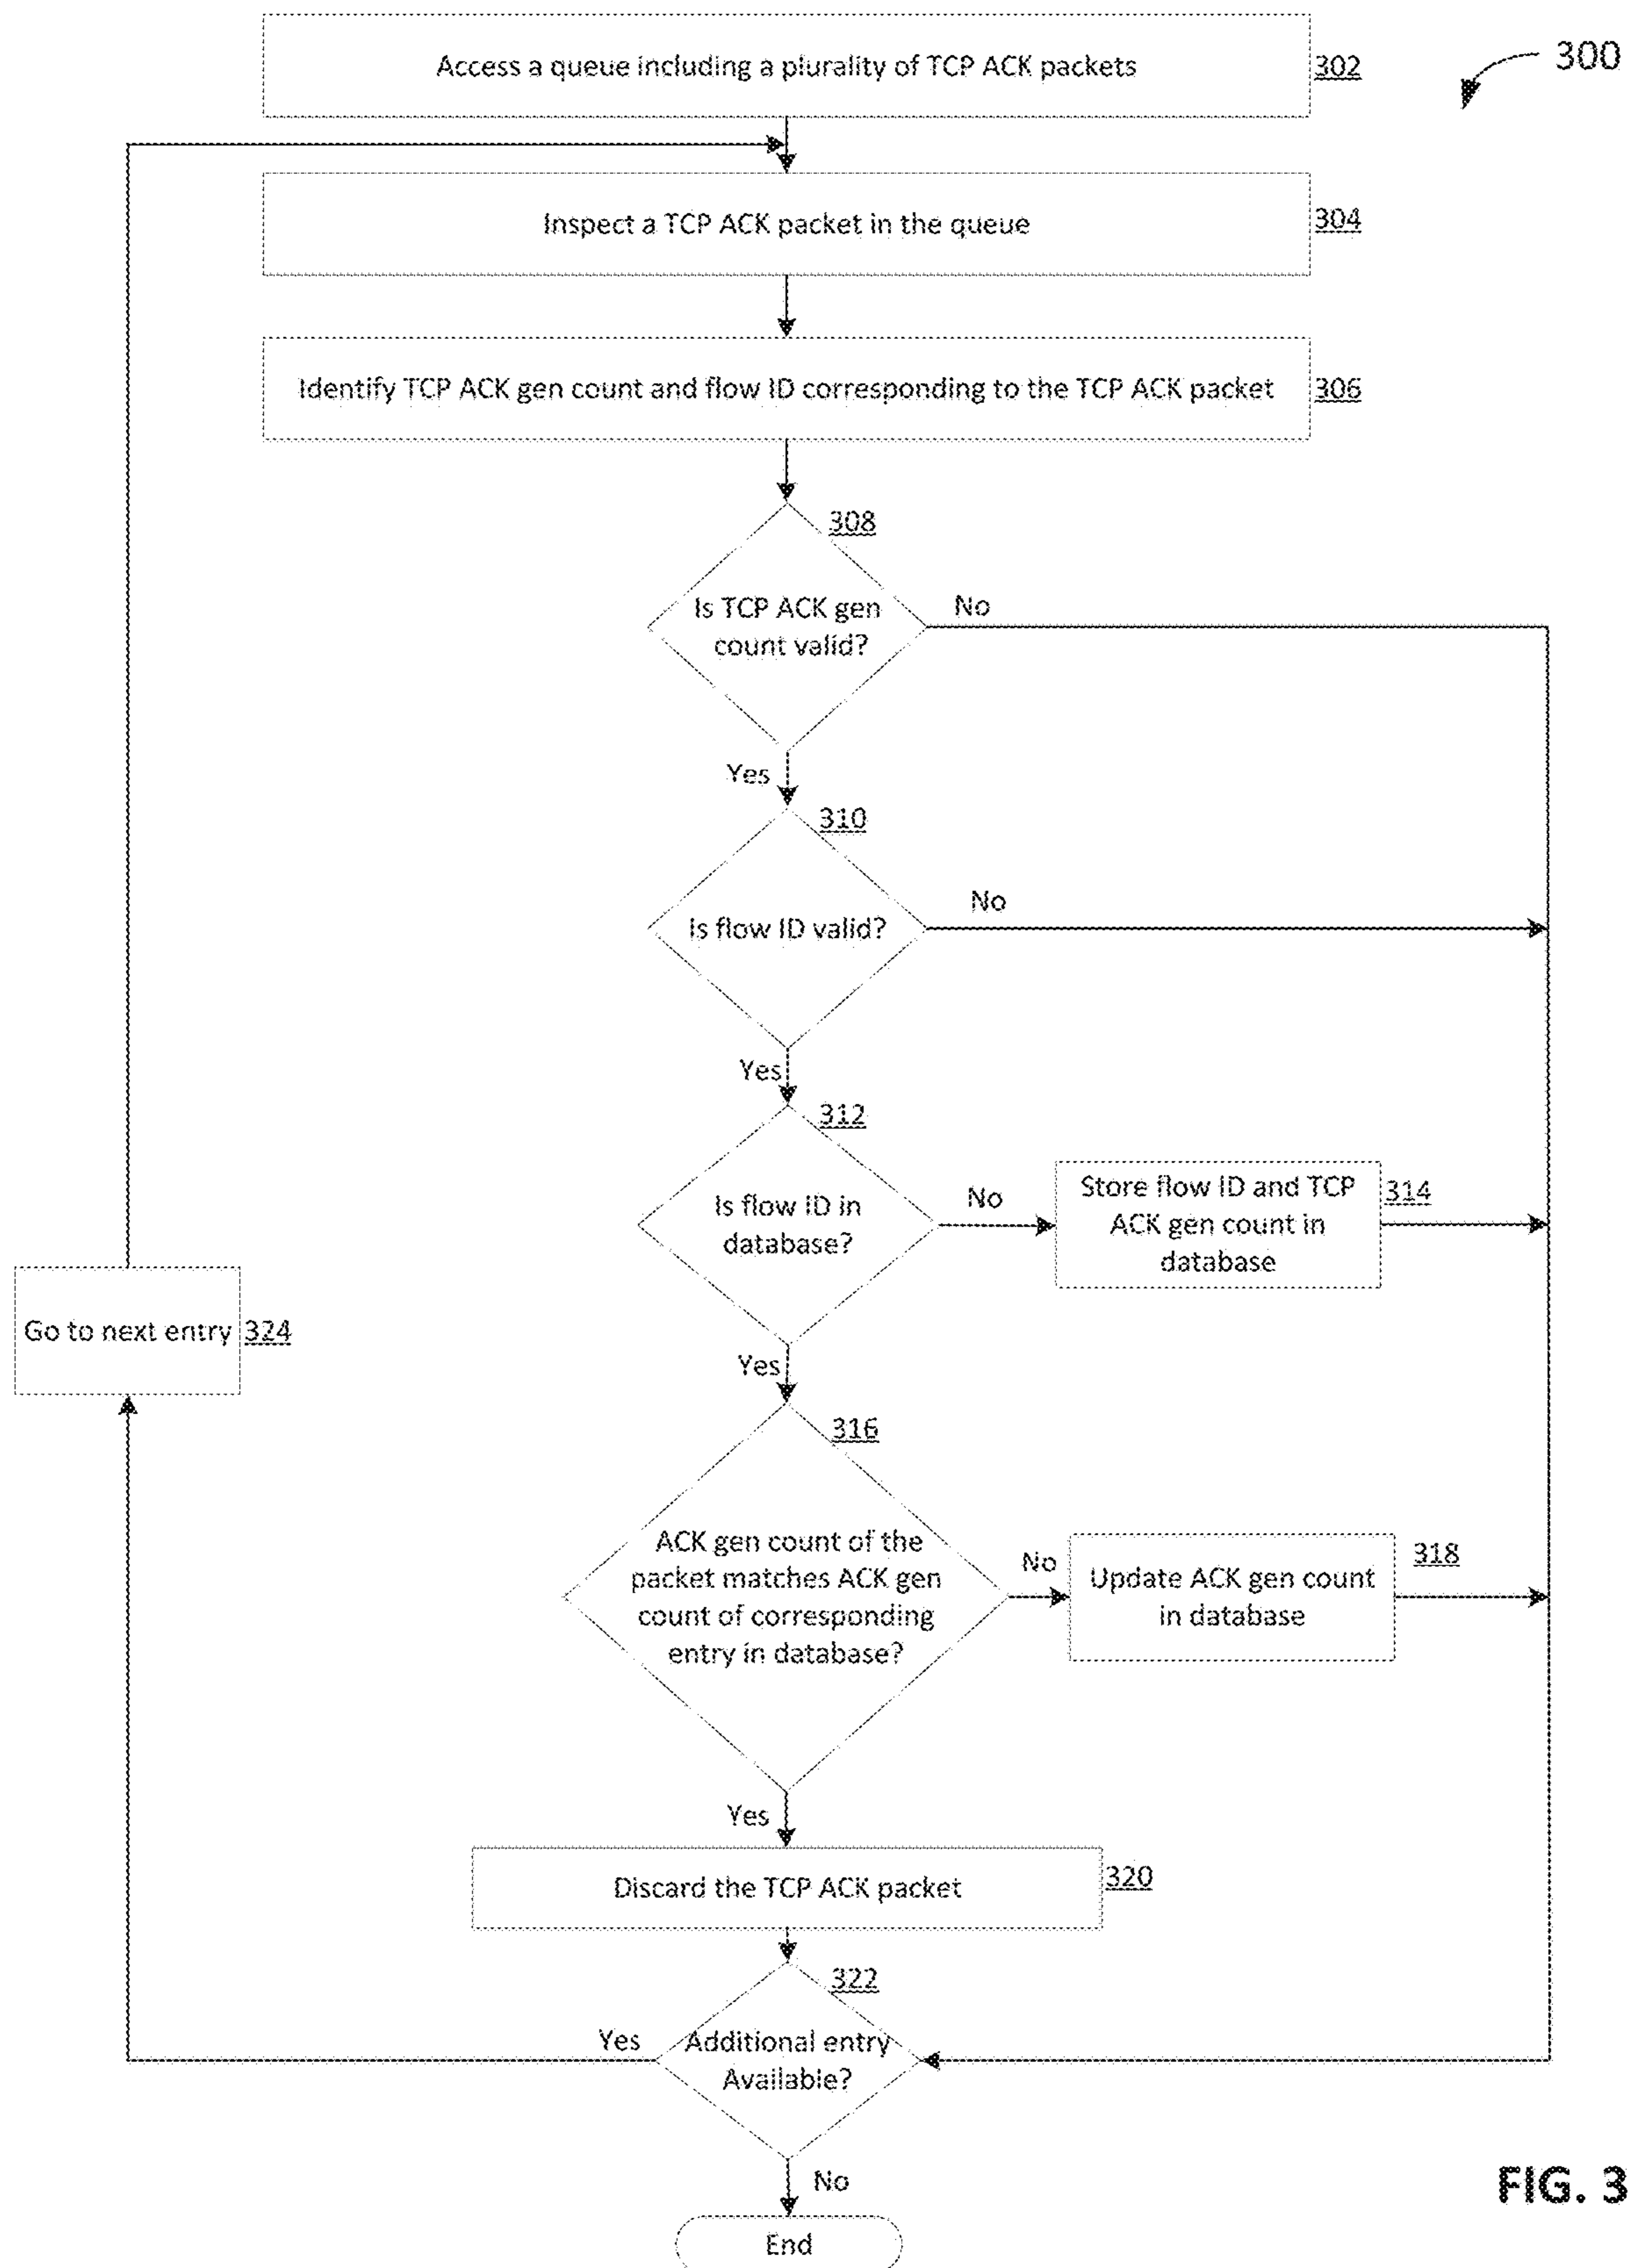 Access a queue including a plurality of TCP ACK packets
302
300
Inspect a TCP ACK packet in the queue
304
Identify TCP ACK gen count and flow ID corresponding to the TCP ACK packet
306
308
Is TCP ACK gen
count valid?
No
Yes
310
Is flow ID valid?
No
Yes
312
Is flow ID in
database?
No
Store flow ID and TCP
ACK gen count in
database
314
Go to next entry
324
Yes
316
ACK gen count of the
packet matches ACK gen
count of corresponding
entry in database?
No
Update ACK gen count
in database
318
Yes
Discard the TCP ACK packet
320
322
Additional entry
Available?
Yes
No
End
FIG. 3